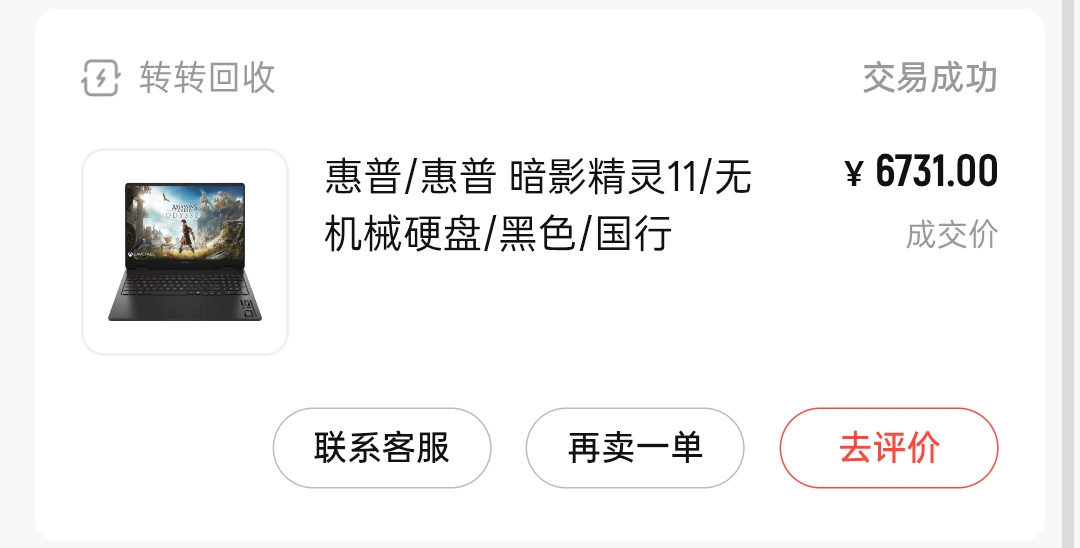 转转回收
交易成功
惠普/惠普 暗影精灵11/无
机械硬盘/黑色/国行
¥ 6731.00
成交价
ASSASSIN'S
ODYSSEY
联系客服
再卖一单
去评价